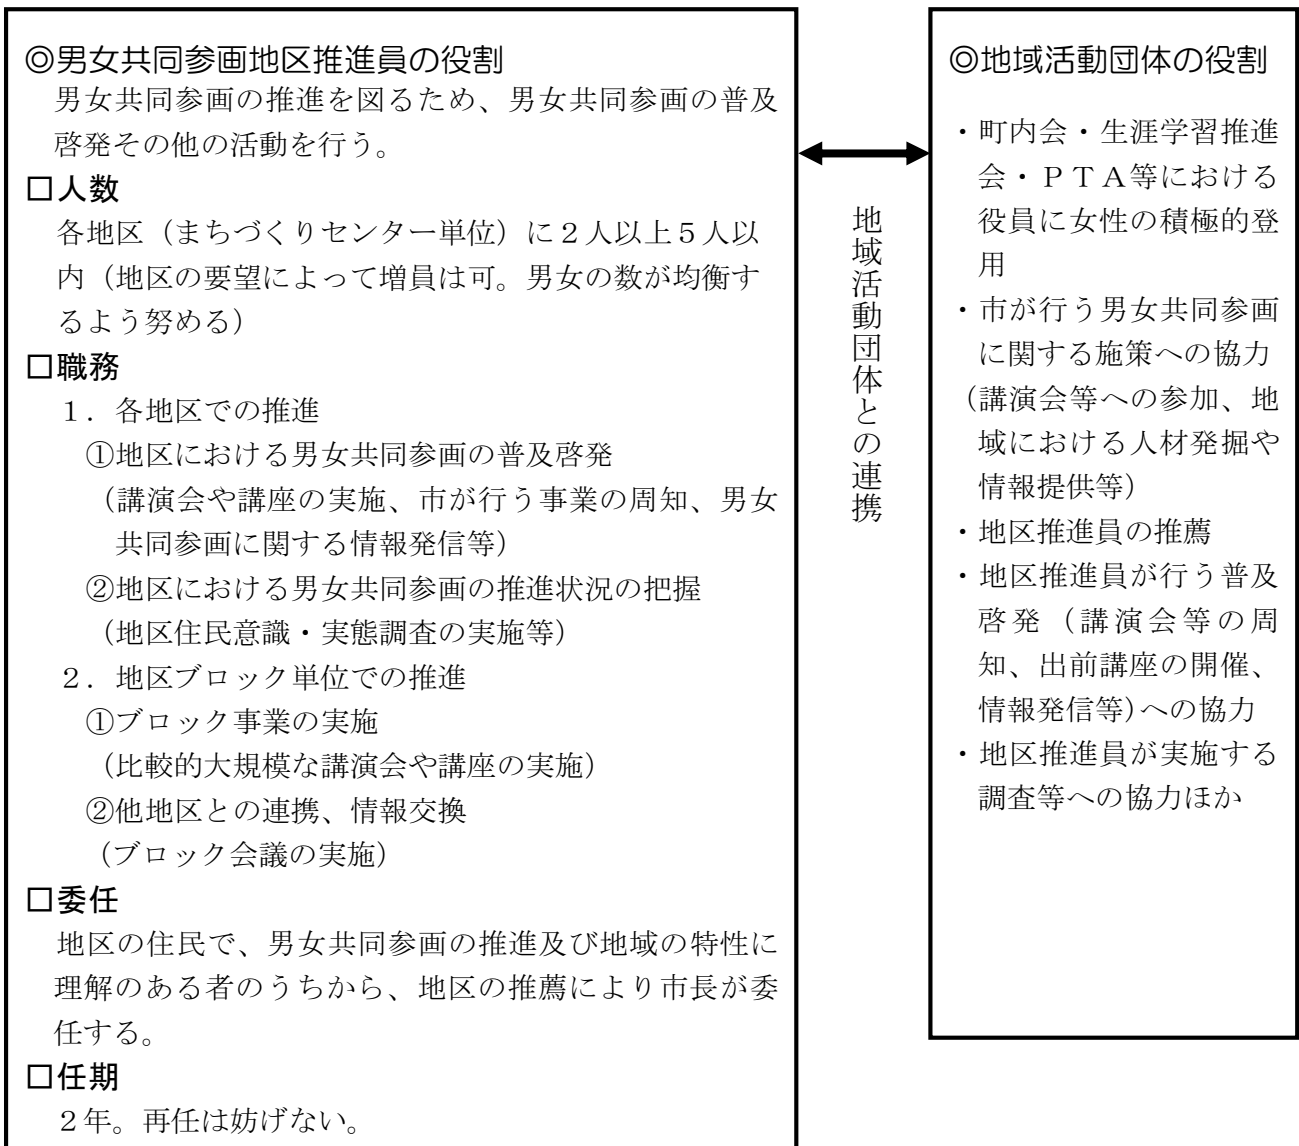 ◎男女共同参画地区推進員の役割
男女共同参画の推進を図るため、男女共同参画の普及
啓発その他の活動を行う。
□人数
各地区（まちづくりセンター単位）に２人以上５人以
内（地区の要望によって増員は可。男女の数が均衡す
るよう努める）
□職務
１．各地区での推進
①地区における男女共同参画の普及啓発
（講演会や講座の実施、市が行う事業の周知、男女
共同参画に関する情報発信等）
②地区における男女共同参画の推進状況の把握
（地区住民意識・実態調査の実施等）
２．地区ブロック単位での推進
①ブロック事業の実施
（比較的大規模な講演会や講座の実施）
②他地区との連携、情報交換
（ブロック会議の実施）
□委任
地区の住民で、男女共同参画の推進及び地域の特性に
理解のある者のうちから、地区の推薦により市長が委
任する。
□任期
２年。再任は妨げない。
地域活動団体との連携
◎地域活動団体の役割
・町内会・生涯学習推進
会・ＰＴＡ等における
役員に女性の積極的登
用
・市が行う男女共同参画
に関する施策への協力
（講演会等への参加、地
域における人材発掘や
情報提供等）
・地区推進員の推薦
・地区推進員が行う普及
啓発（講演会等の周
知、出前講座の開催、
情報発信等）への協力
・地区推進員が実施する
調査等への協力ほか